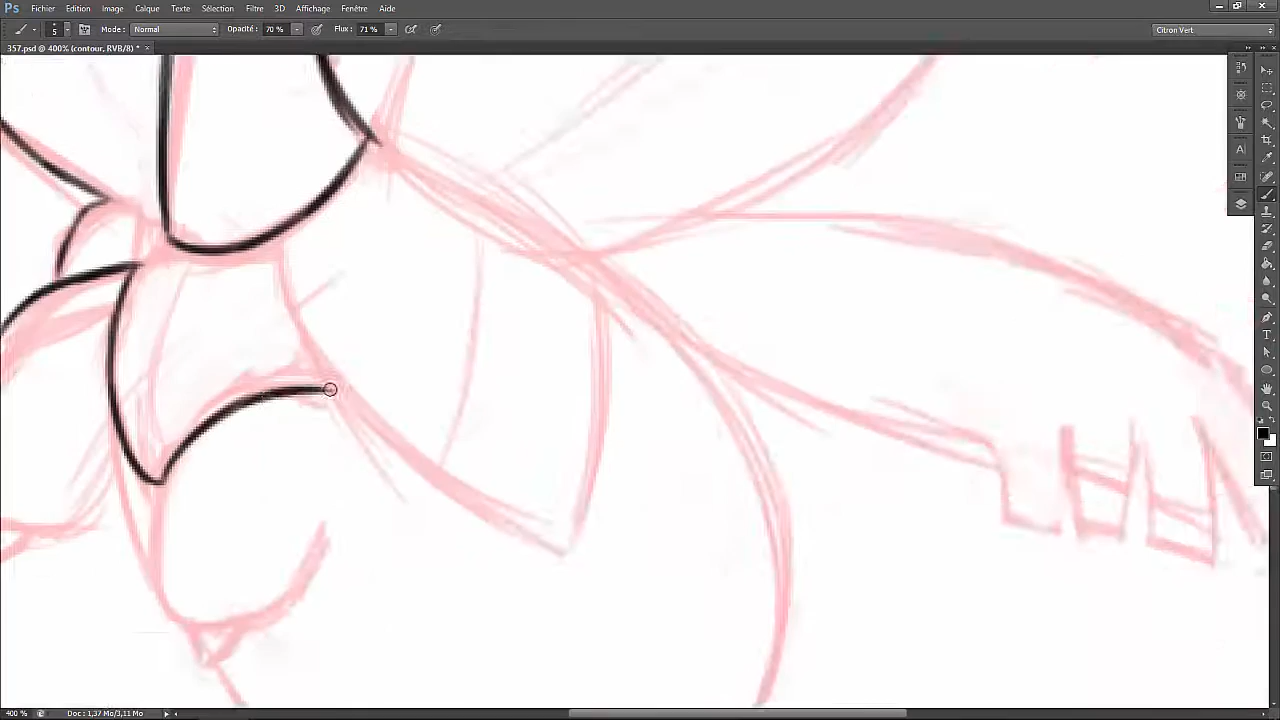 Ps Fichier Edition Image Calque Texte Sélection Filtre 3D Affichage Fenêtre Aide
5 Mode : Normal Opacité : 70 % Flux : 71 % Citron Vert
357.psd @ 400% (contour, RVB/8) * ×
400 % Doc : 1,37 Mo/3,11 Mo